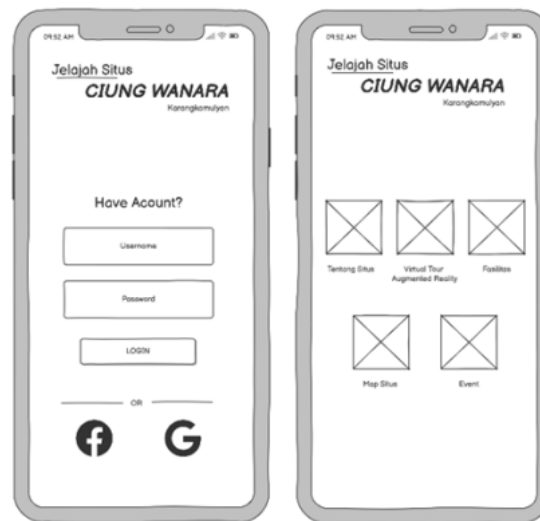 09:52 AM
Jelajah Situs
CIUNG WANARA
Karangkamulyan
Have Acount?
Username
Password
LOGIN
OR
09:52 AM
Jelajah Situs
CIUNG WANARA
Karangkamulyan
Tentang Situs
Virtual Tour
Augmented Reality
Fasilitas
Map Situs
Event